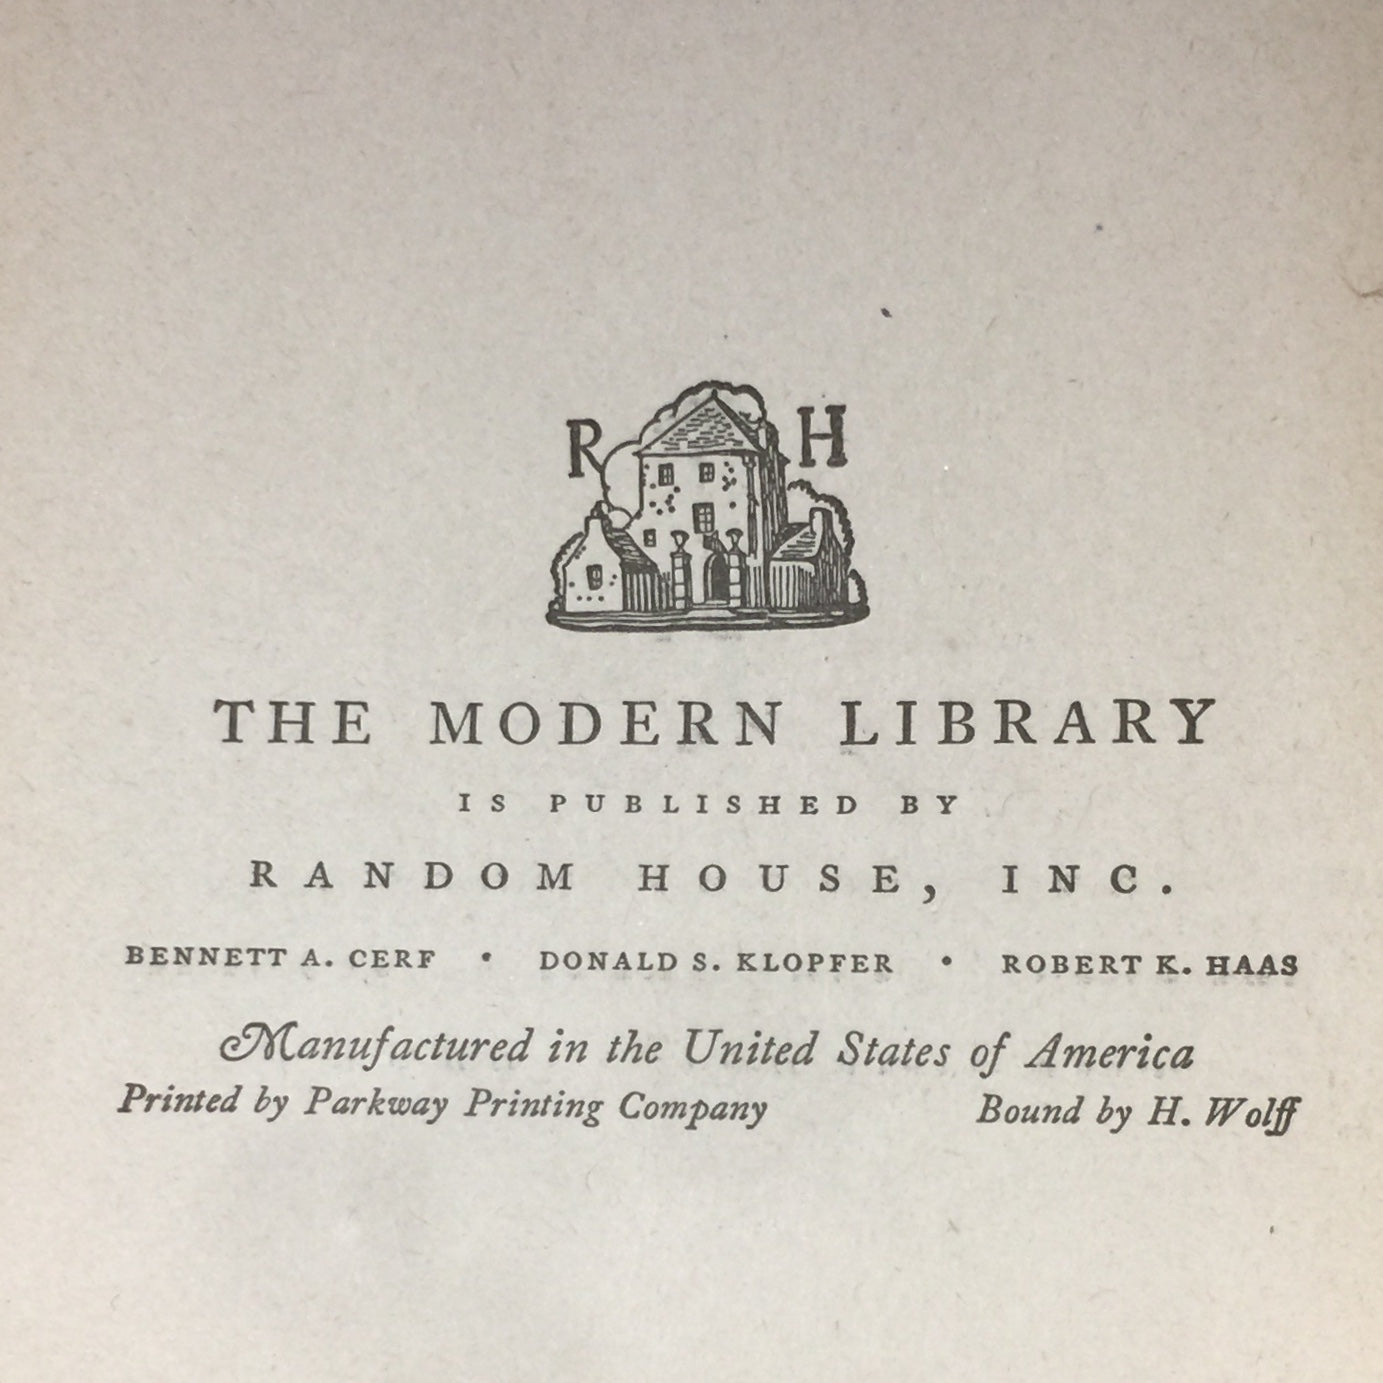 R H
THE MODERN LIBRARY
IS PUBLISHED BY
RANDOM HOUSE, INC.
BENNETT A. CERF • DONALD S. KLOPFER • ROBERT K. HAAS
Manufactured in the United States of America
Printed by Parkway Printing Company Bound by H. Wolff